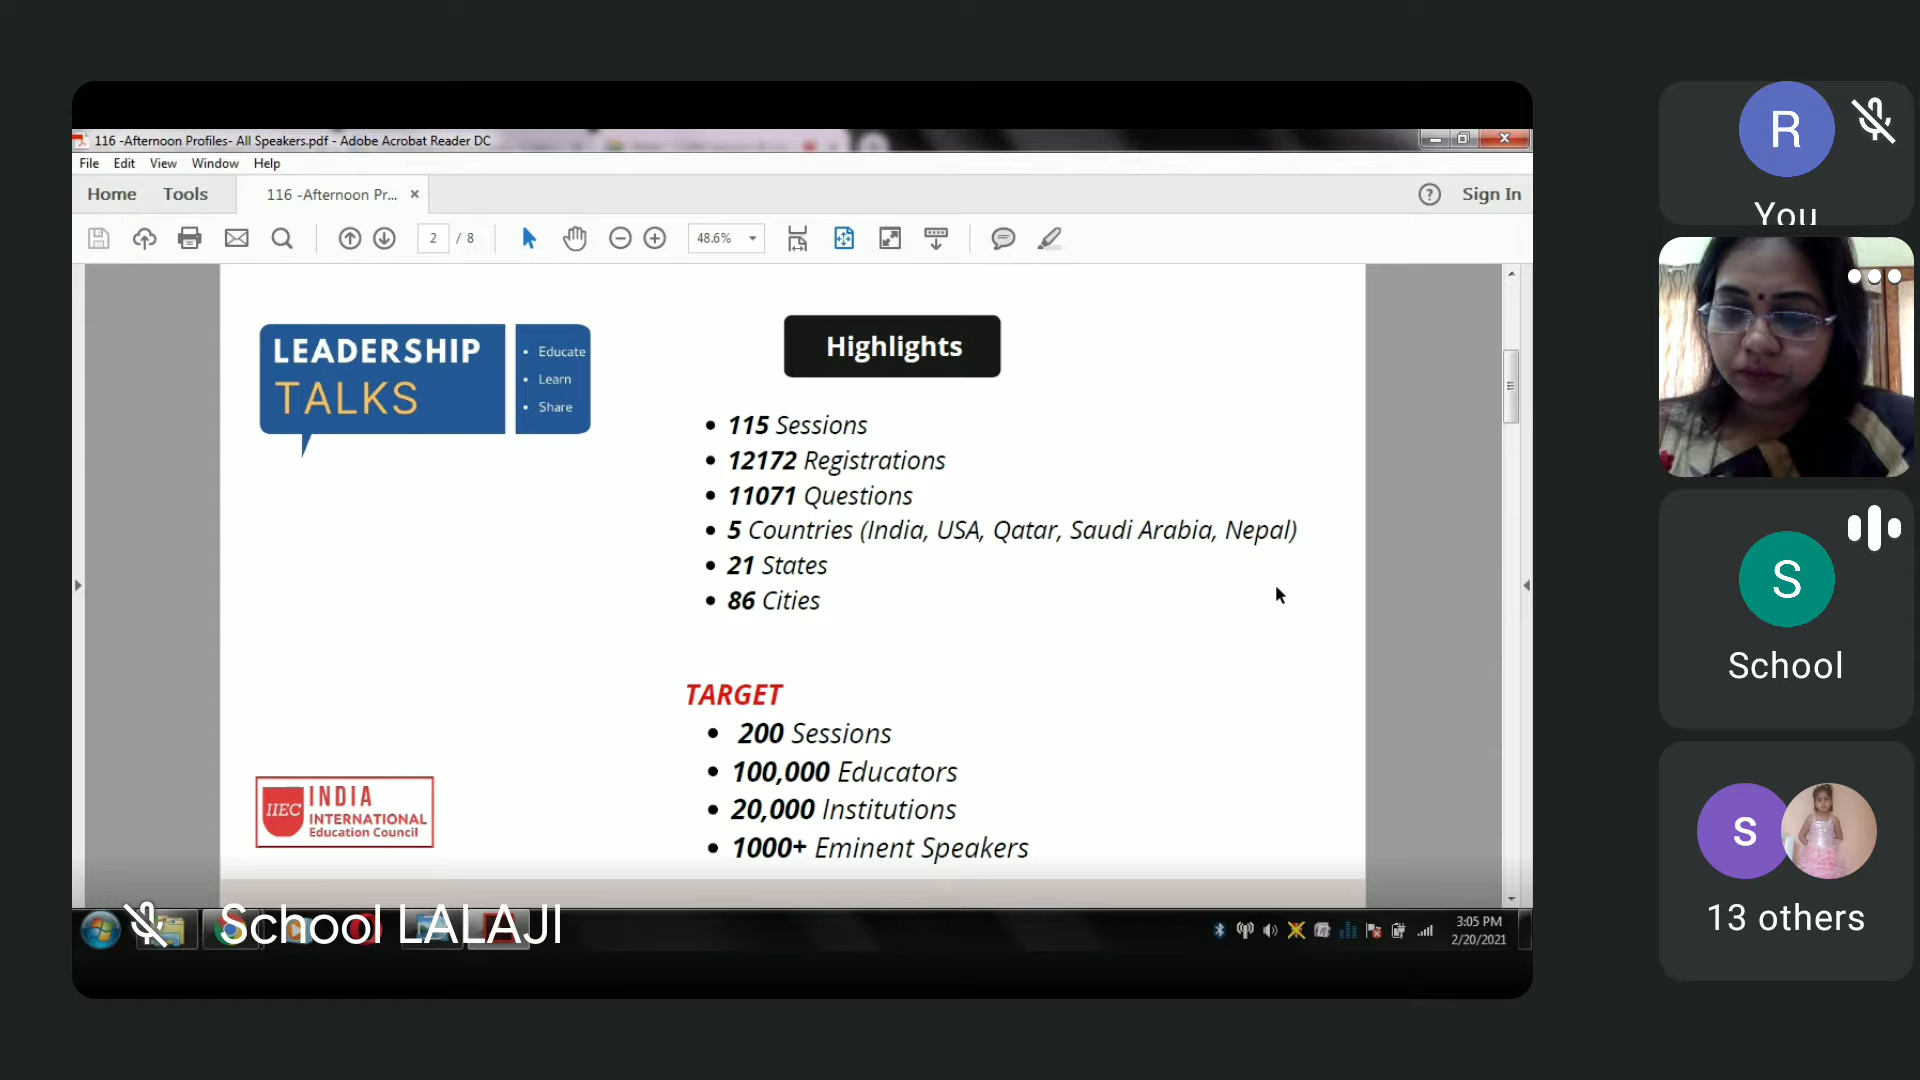 116 -Afternoon Profiles- All Speakers.pdf - Adobe Acrobat Reader DC
File Edit View Window Help
Home Tools 116 -Afternoon Pr... Sign In
2 / 8 48.6%
LEADERSHIP
TALKS
• Educate
• Learn
• Share
Highlights
• 115 Sessions
• 12172 Registrations
• 11071 Questions
• 5 Countries (India, USA, Qatar, Saudi Arabia, Nepal)
• 21 States
• 86 Cities
TARGET
• 200 Sessions
• 100,000 Educators
• 20,000 Institutions
• 1000+ Eminent Speakers
IIEC
INDIA
INTERNATIONAL
Education Council
School LALAJI
3:05 PM
2/20/2021
R
You
S
School
S
13 others